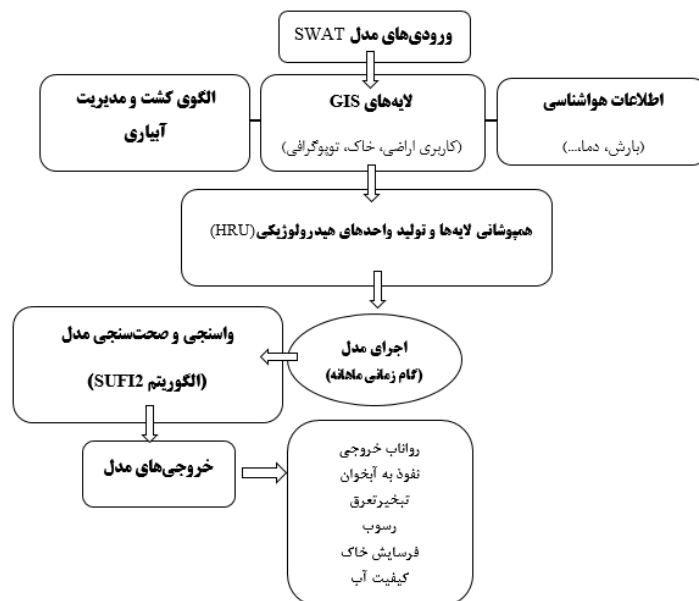 ورودی‌های مدل SWAT
اطلاعات هواشناسی
(بارش، دما،...)
لایه‌های GIS
(کاربری اراضی، خاک، توپوگرافی)
الگوی کشت و مدیریت
آبیاری
همپوشانی لایه‌ها و تولید واحدهای هیدرولوژیکی(HRU)
اجرای مدل
(گام زمانی ماهانه)
واسنجی و صحت‌سنجی مدل
(الگوریتم SUFI2)
خروجی‌های مدل
رواناب خروجی
نفوذ به آبخوان
تبخیرتعرق
رسوب
فرسایش خاک
کیفیت آب